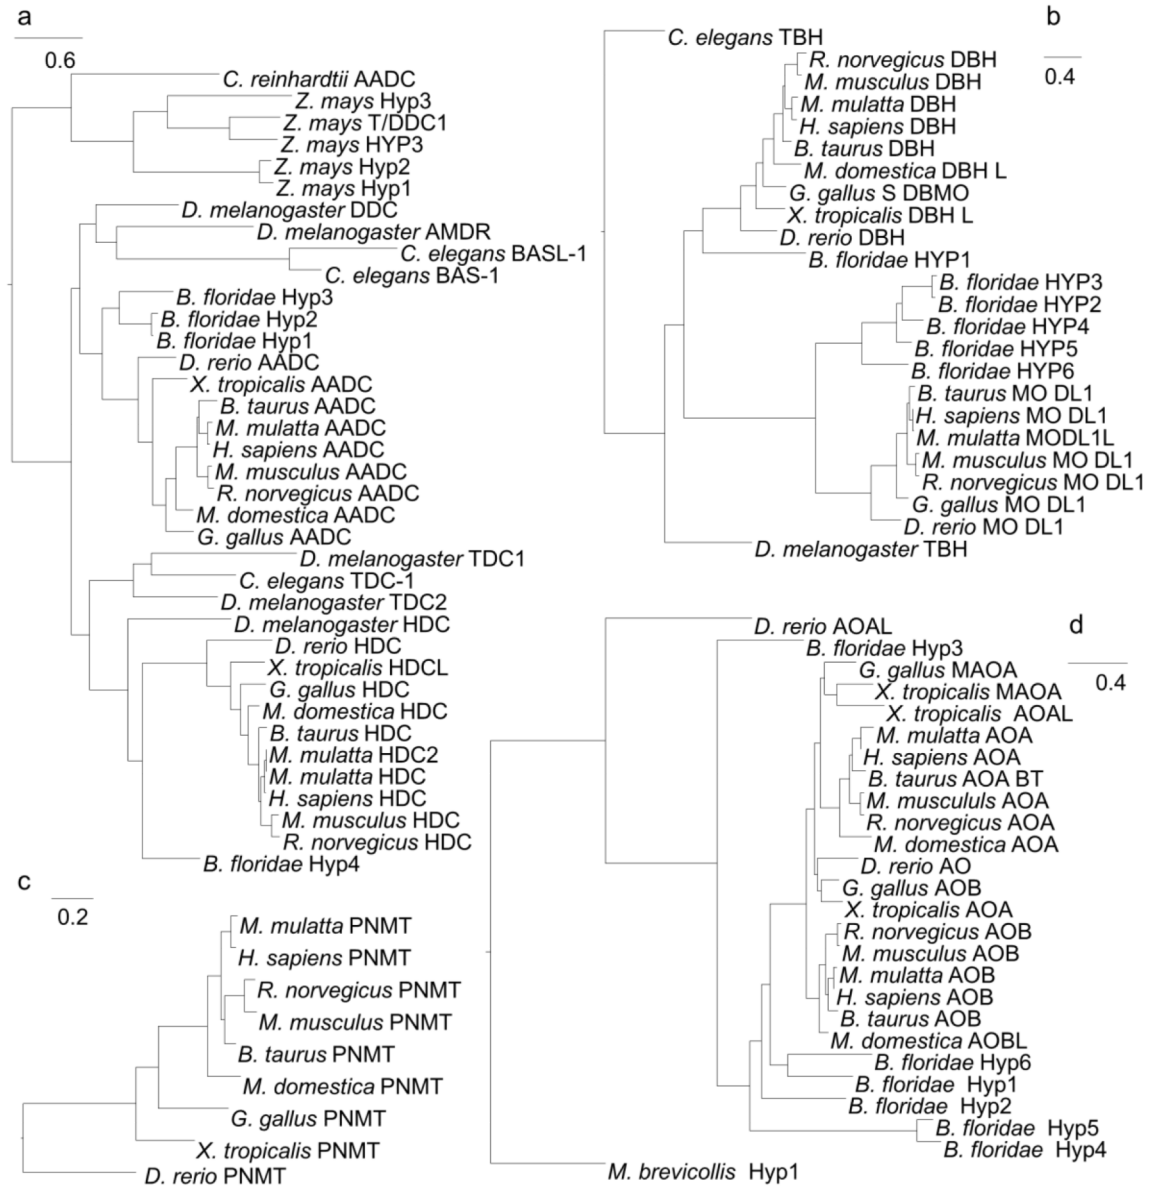 a
0.6
C. reinhardtii AADC
Z. mays Hyp3
Z. mays T/DDC1
Z. mays HYP3
Z. mays Hyp2
Z. mays Hyp1
D. melanogaster DDC
D. melanogaster AMDR
C. elegans BASL-1
C. elegans BAS-1
B. floridae Hyp3
B. floridae Hyp2
B. floridae Hyp1
D. rerio AADC
X. tropicalis AADC
B. taurus AADC
M. mulatta AADC
H. sapiens AADC
M. musculus AADC
R. norvegicus AADC
M. domestica AADC
G. gallus AADC
D. melanogaster TDC1
C. elegans TDC-1
D. melanogaster TDC2
D. melanogaster HDC
D. rerio HDC
X. tropicalis HDCL
G. gallus HDC
M. domestica HDC
B. taurus HDC
M. mulatta HDC2
M. mulatta HDC
H. sapiens HDC
M. musculus HDC
R. norvegicus HDC
B. floridae Hyp4
b
0.4
C. elegans TBH
R. norvegicus DBH
M. musculus DBH
M. mulatta DBH
H. sapiens DBH
B. taurus DBH
M. domestica DBH L
G. gallus S DBMO
X. tropicalis DBH L
D. rerio DBH
B. floridae HYP1
B. floridae HYP3
B. floridae HYP2
B. floridae HYP4
B. floridae HYP5
B. floridae HYP6
B. taurus MO DL1
H. sapiens MO DL1
M. mulatta MODL1L
M. musculus MO DL1
R. norvegicus MO DL1
G. gallus MO DL1
D. rerio MO DL1
D. melanogaster TBH
c
0.2
M. mulatta PNMT
H. sapiens PNMT
R. norvegicus PNMT
M. musculus PNMT
B. taurus PNMT
M. domestica PNMT
G. gallus PNMT
X. tropicalis PNMT
D. rerio PNMT
d
0.4
D. rerio AOAL
B. floridae Hyp3
G. gallus MAOA
X. tropicalis MAOA
X. tropicalis AOAL
M. mulatta AOA
H. sapiens AOA
B. taurus AOA BT
M. muscululs AOA
R. norvegicus AOA
M. domestica AOA
D. rerio AO
G. gallus AOB
X. tropicalis AOA
R. norvegicus AOB
M. musculus AOB
M. mulatta AOB
H. sapiens AOB
B. taurus AOB
M. domestica AOBL
B. floridae Hyp6
B. floridae Hyp1
B. floridae Hyp2
B. floridae Hyp5
B. floridae Hyp4
M. brevicollis Hyp1